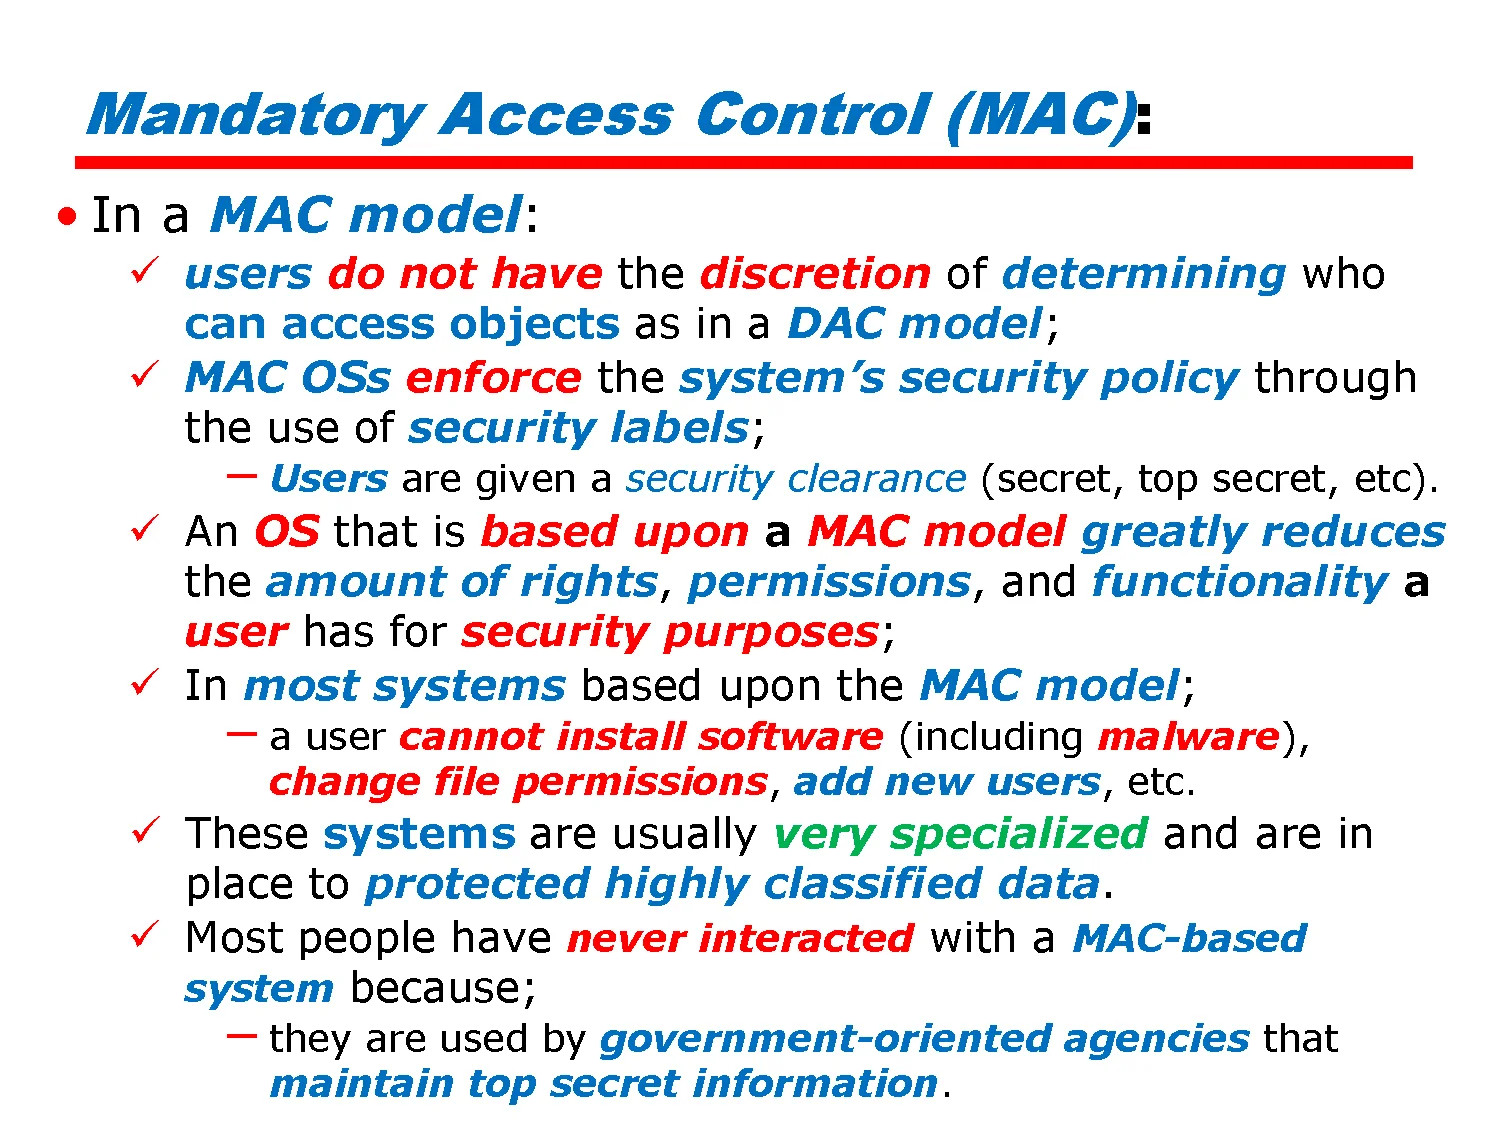 Mandatory Access Control (MAC):
• In a MAC model:
✓ users do not have the discretion of determining who
can access objects as in a DAC model;
✓ MAC OSs enforce the system’s security policy through
the use of security labels;
– Users are given a security clearance (secret, top secret, etc).
✓ An OS that is based upon a MAC model greatly reduces
the amount of rights, permissions, and functionality a
user has for security purposes;
✓ In most systems based upon the MAC model;
– a user cannot install software (including malware),
change file permissions, add new users, etc.
✓ These systems are usually very specialized and are in
place to protected highly classified data.
✓ Most people have never interacted with a MAC-based
system because;
– they are used by government-oriented agencies that
maintain top secret information.